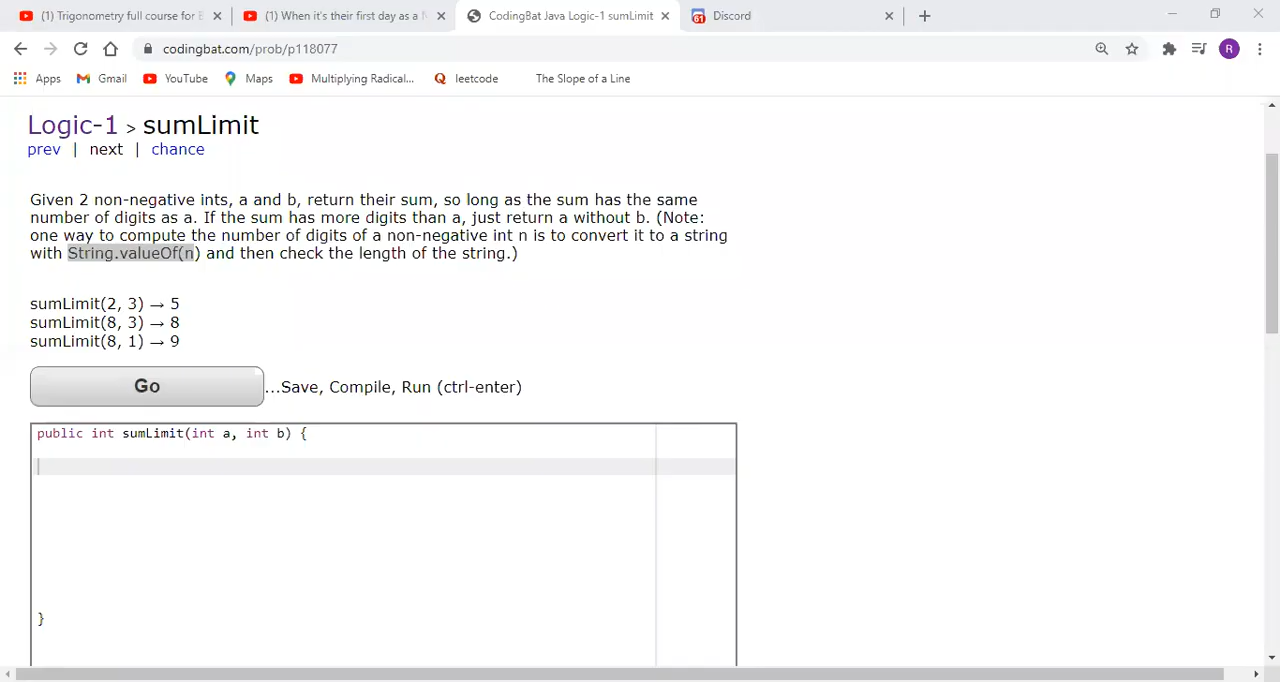 (1) Trigonometry full course for B
(1) When it's their first day as a N
CodingBat Java Logic-1 sumLimit
61
Discord
codingbat.com/prob/p118077
R
Apps
Gmail
YouTube
Maps
Multiplying Radical...
leetcode
The Slope of a Line
Logic-1 > sumLimit
prev | next | chance
Given 2 non-negative ints, a and b, return their sum, so long as the sum has the same
number of digits as a. If the sum has more digits than a, just return a without b. (Note:
one way to compute the number of digits of a non-negative int n is to convert it to a string
with String.valueOf(n) and then check the length of the string.)
sumLimit(2, 3) → 5
sumLimit(8, 3) → 8
sumLimit(8, 1) → 9
Go
...Save, Compile, Run (ctrl-enter)
public int sumLimit(int a, int b) {
}